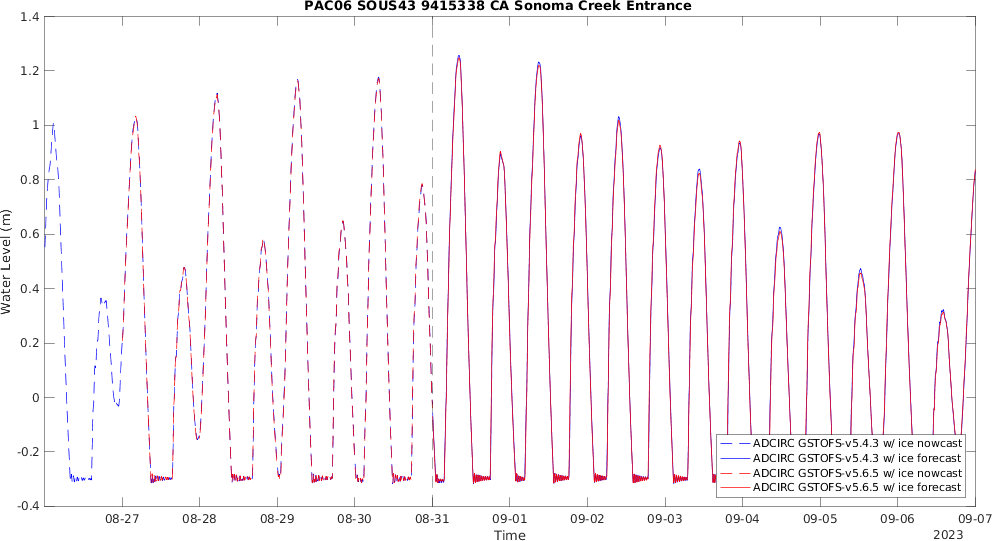 PAC06 SOUS43 9415338 CA Sonoma Creek Entrance
1.4
1.2
1
0.8
0.6
0.4
0.2
0
-0.2
-0.4
Water Level (m)
ADCIRC GSTOFS-v5.4.3 w/ ice nowcast
ADCIRC GSTOFS-v5.4.3 w/ ice forecast
ADCIRC GSTOFS-v5.6.5 w/ ice nowcast
ADCIRC GSTOFS-v5.6.5 w/ ice forecast
08-27 08-28 08-29 08-30 08-31 09-01 09-02 09-03 09-04 09-05 09-06 09-07
Time
2023